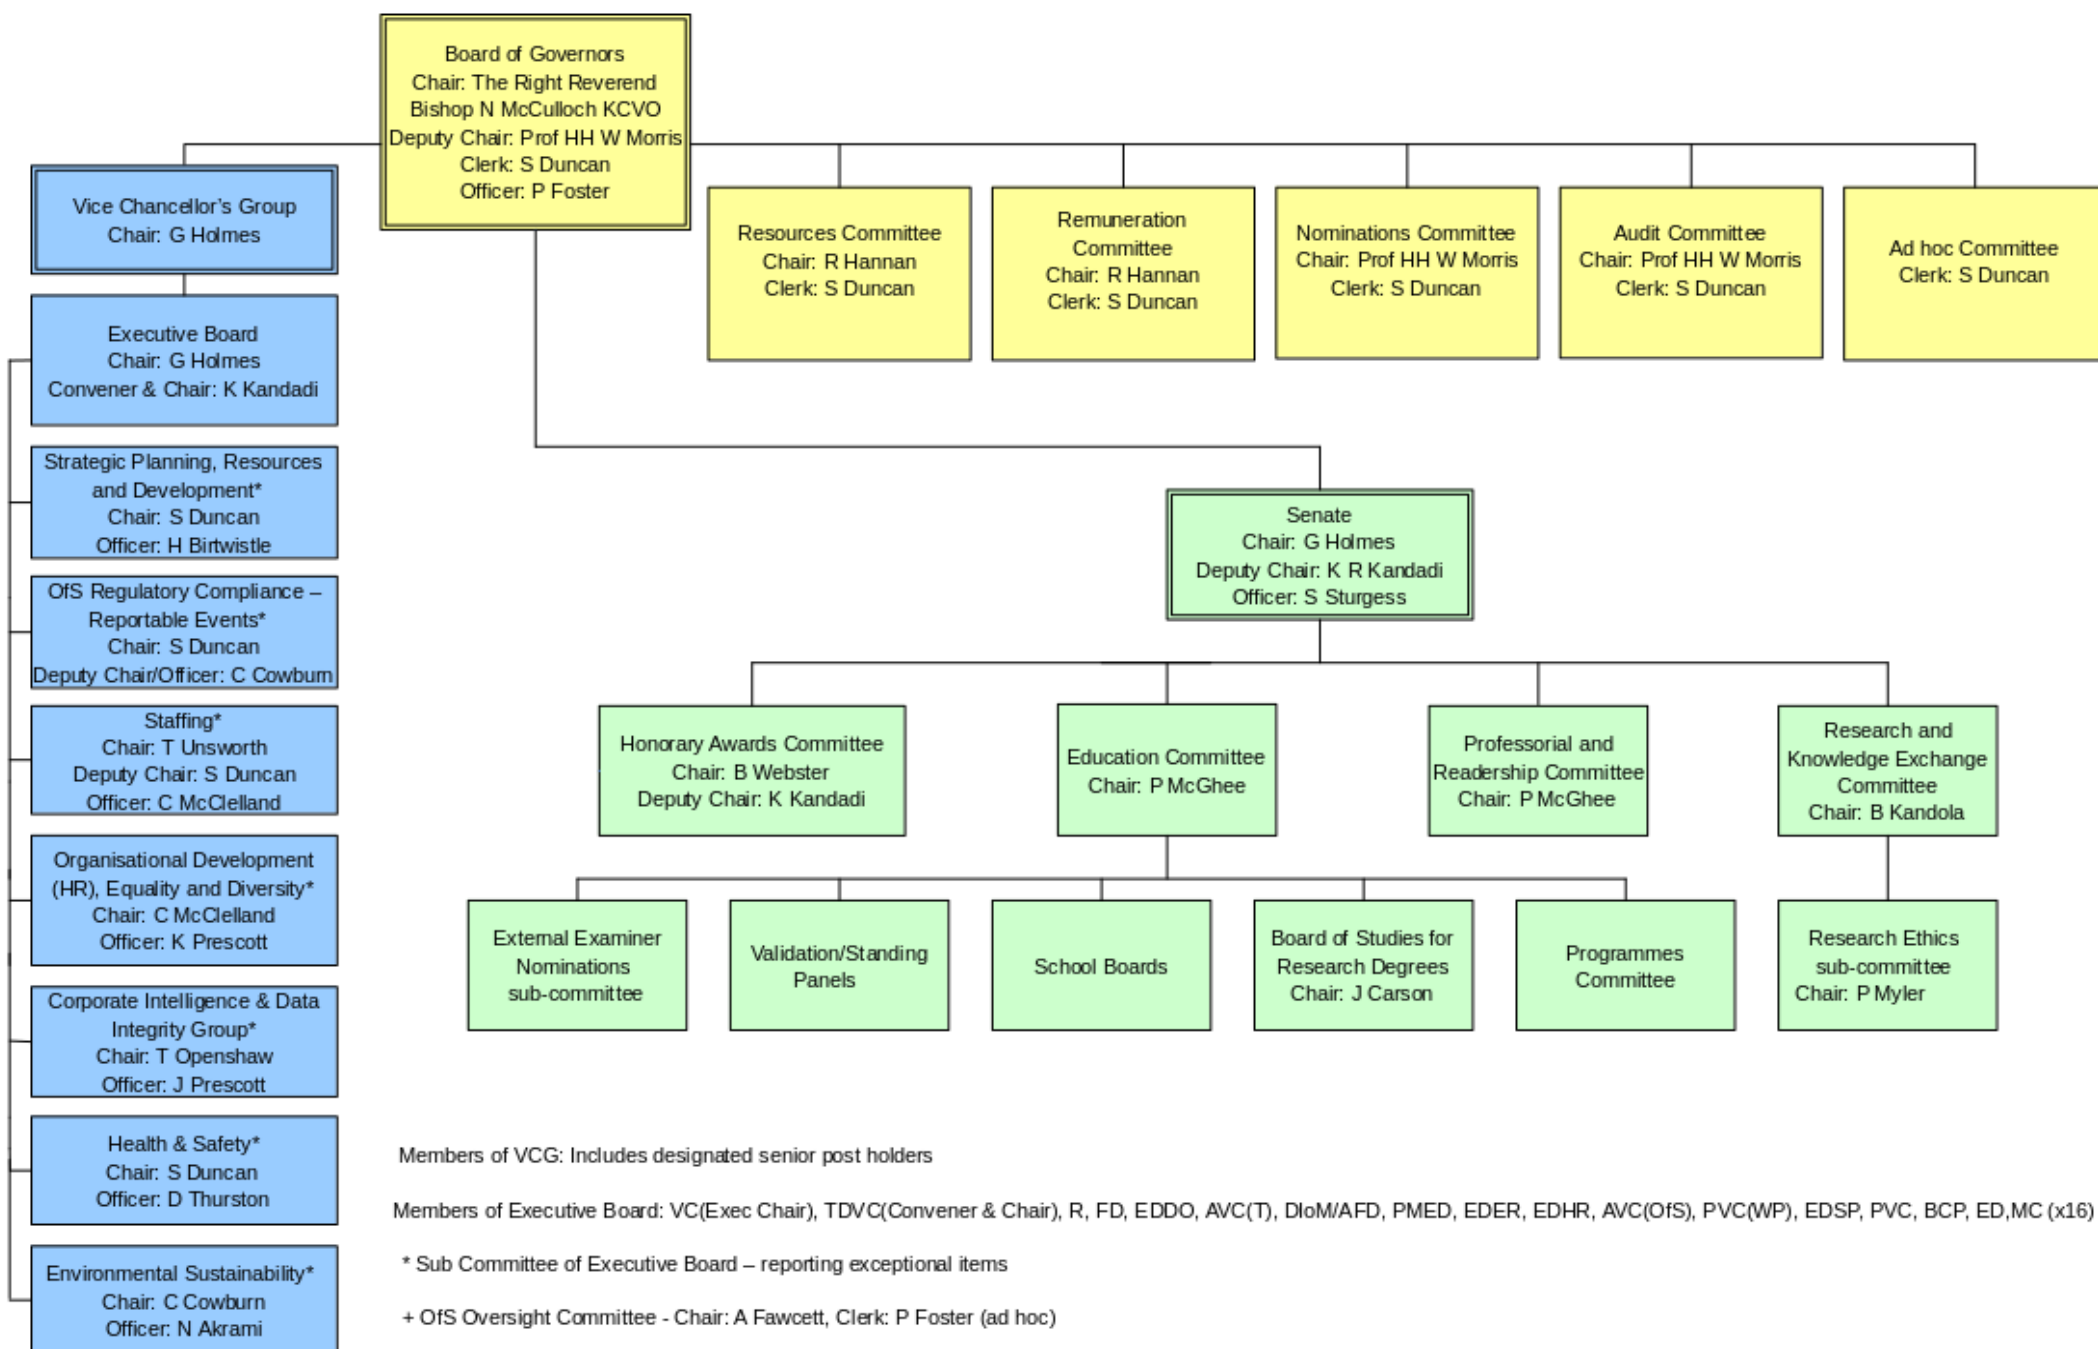 Board of Governors
Chair: The Right Reverend
Bishop N McCulloch KCVO
Deputy Chair: Prof HH W Morris
Clerk: S Duncan
Officer: P Foster
Vice Chancellor's Group
Chair: G Holmes
Resources Committee
Chair: R Hannan
Clerk: S Duncan
Remuneration
Committee
Chair: R Hannan
Clerk: S Duncan
Nominations Committee
Chair: Prof HH W Morris
Clerk: S Duncan
Audit Committee
Chair: Prof HH W Morris
Clerk: S Duncan
Ad hoc Committee
Clerk: S Duncan
Executive Board
Chair: G Holmes
Convener & Chair: K Kandadi
Strategic Planning, Resources
and Development*
Chair: S Duncan
Officer: H Birtwistle
OfS Regulatory Compliance –
Reportable Events*
Chair: S Duncan
Deputy Chair/Officer: C Cowburn
Staffing*
Chair: T Unsworth
Deputy Chair: S Duncan
Officer: C McClelland
Organisational Development
(HR), Equality and Diversity*
Chair: C McClelland
Officer: K Prescott
Corporate Intelligence & Data
Integrity Group*
Chair: T Openshaw
Officer: J Prescott
Health & Safety*
Chair: S Duncan
Officer: D Thurston
Environmental Sustainability*
Chair: C Cowburn
Officer: N Akrami
Senate
Chair: G Holmes
Deputy Chair: K R Kandadi
Officer: S Sturgess
Honorary Awards Committee
Chair: B Webster
Deputy Chair: K Kandadi
Education Committee
Chair: P McGhee
Professorial and
Readership Committee
Chair: P McGhee
Research and
Knowledge Exchange
Committee
Chair: B Kandola
External Examiner
Nominations
sub-committee
Validation/Standing
Panels
School Boards
Board of Studies for
Research Degrees
Chair: J Carson
Programmes
Committee
Research Ethics
sub-committee
Chair: P Myler
Members of VCG: Includes designated senior post holders
Members of Executive Board: VC(Exec Chair), TDVC(Convener & Chair), R, FD, EDDO, AVC(T), DIoM/AFD, PMED, EDER, EDHR, AVC(OfS), PVC(WP), EDSP, PVC, BCP, ED,MC (x16)
* Sub Committee of Executive Board – reporting exceptional items
+ OfS Oversight Committee - Chair: A Fawcett, Clerk: P Foster (ad hoc)